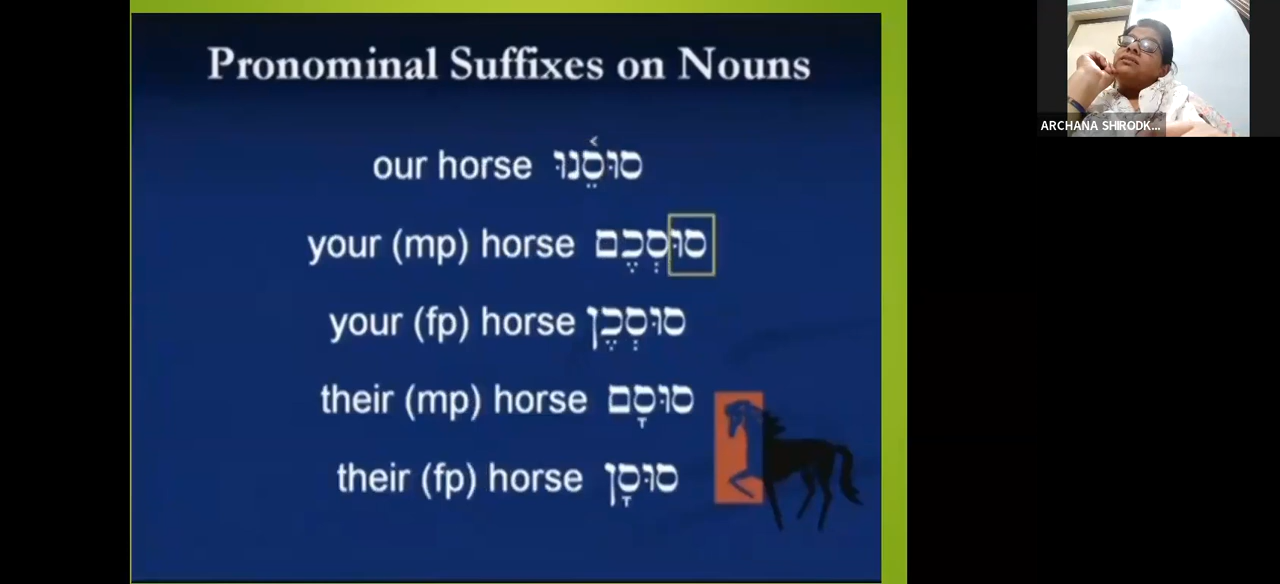 Pronominal Suffixes on Nouns
our horse סוּסֵ֫נוּ
your (mp) horse סוּסְכֶם
your (fp) horse סוּסְכֶן
their (mp) horse סוּסָם
their (fp) horse סוּסָן
ARCHANA SHIRODK...